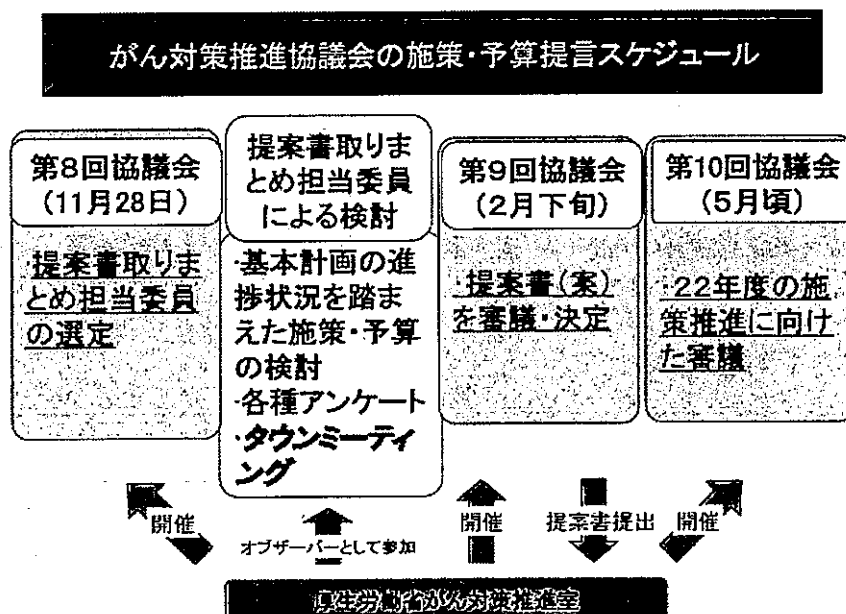 がん対策推進協議会の施策・予算提言スケジュール
第8回協議会
(11月28日)
・提案書取りま
とめ担当委員
の選定
提案書取りま
とめ担当委員
による検討
・基本計画の進
捗状況を踏ま
えた施策・予算
の検討
・各種アンケート
・タウンミーティ
ング
第9回協議会
(2月下旬)
・提案書(案)
を審議・決定
第10回協議会
(5月頃)
・22年度の施
策推進に向け
た審議
開催
オブザーバーとして参加
開催
提案書提出
開催
厚生労働省がん対策推進室